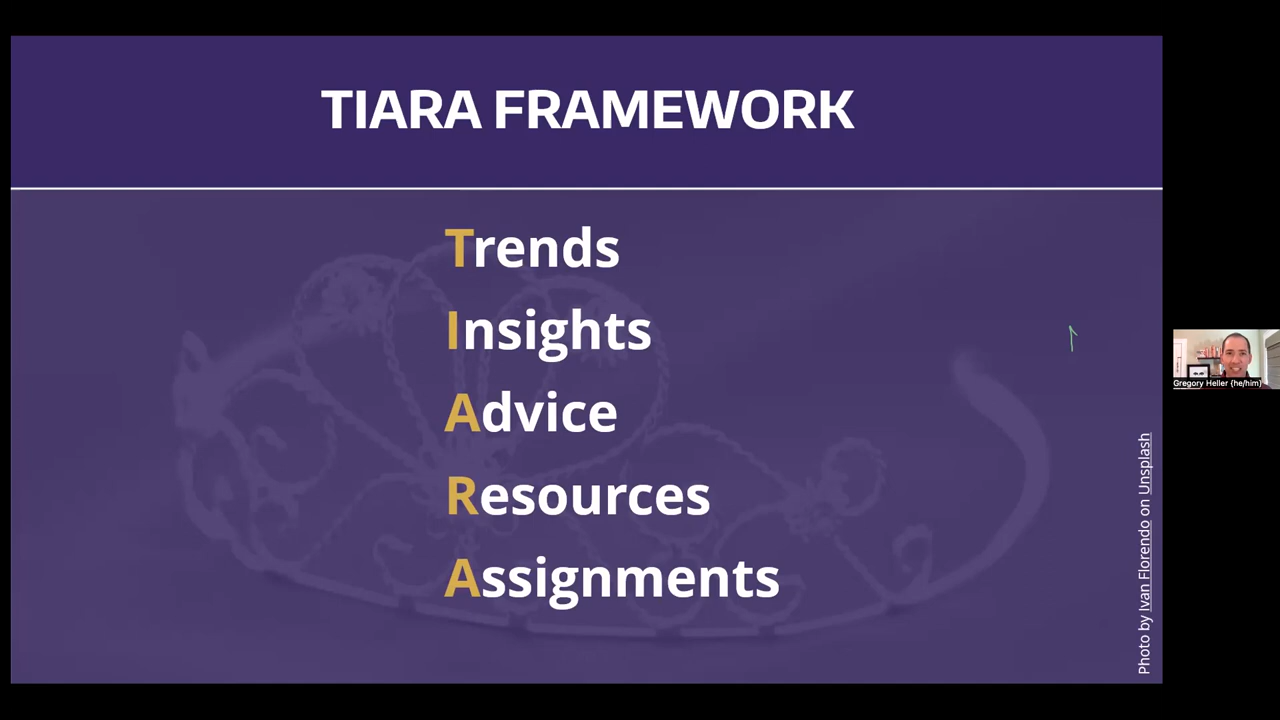 TIARA FRAMEWORK
Trends
Insights
Advice
Resources
Assignments
Photo by Ivan Florendo on Unsplash
Gregory Heller (he/him)